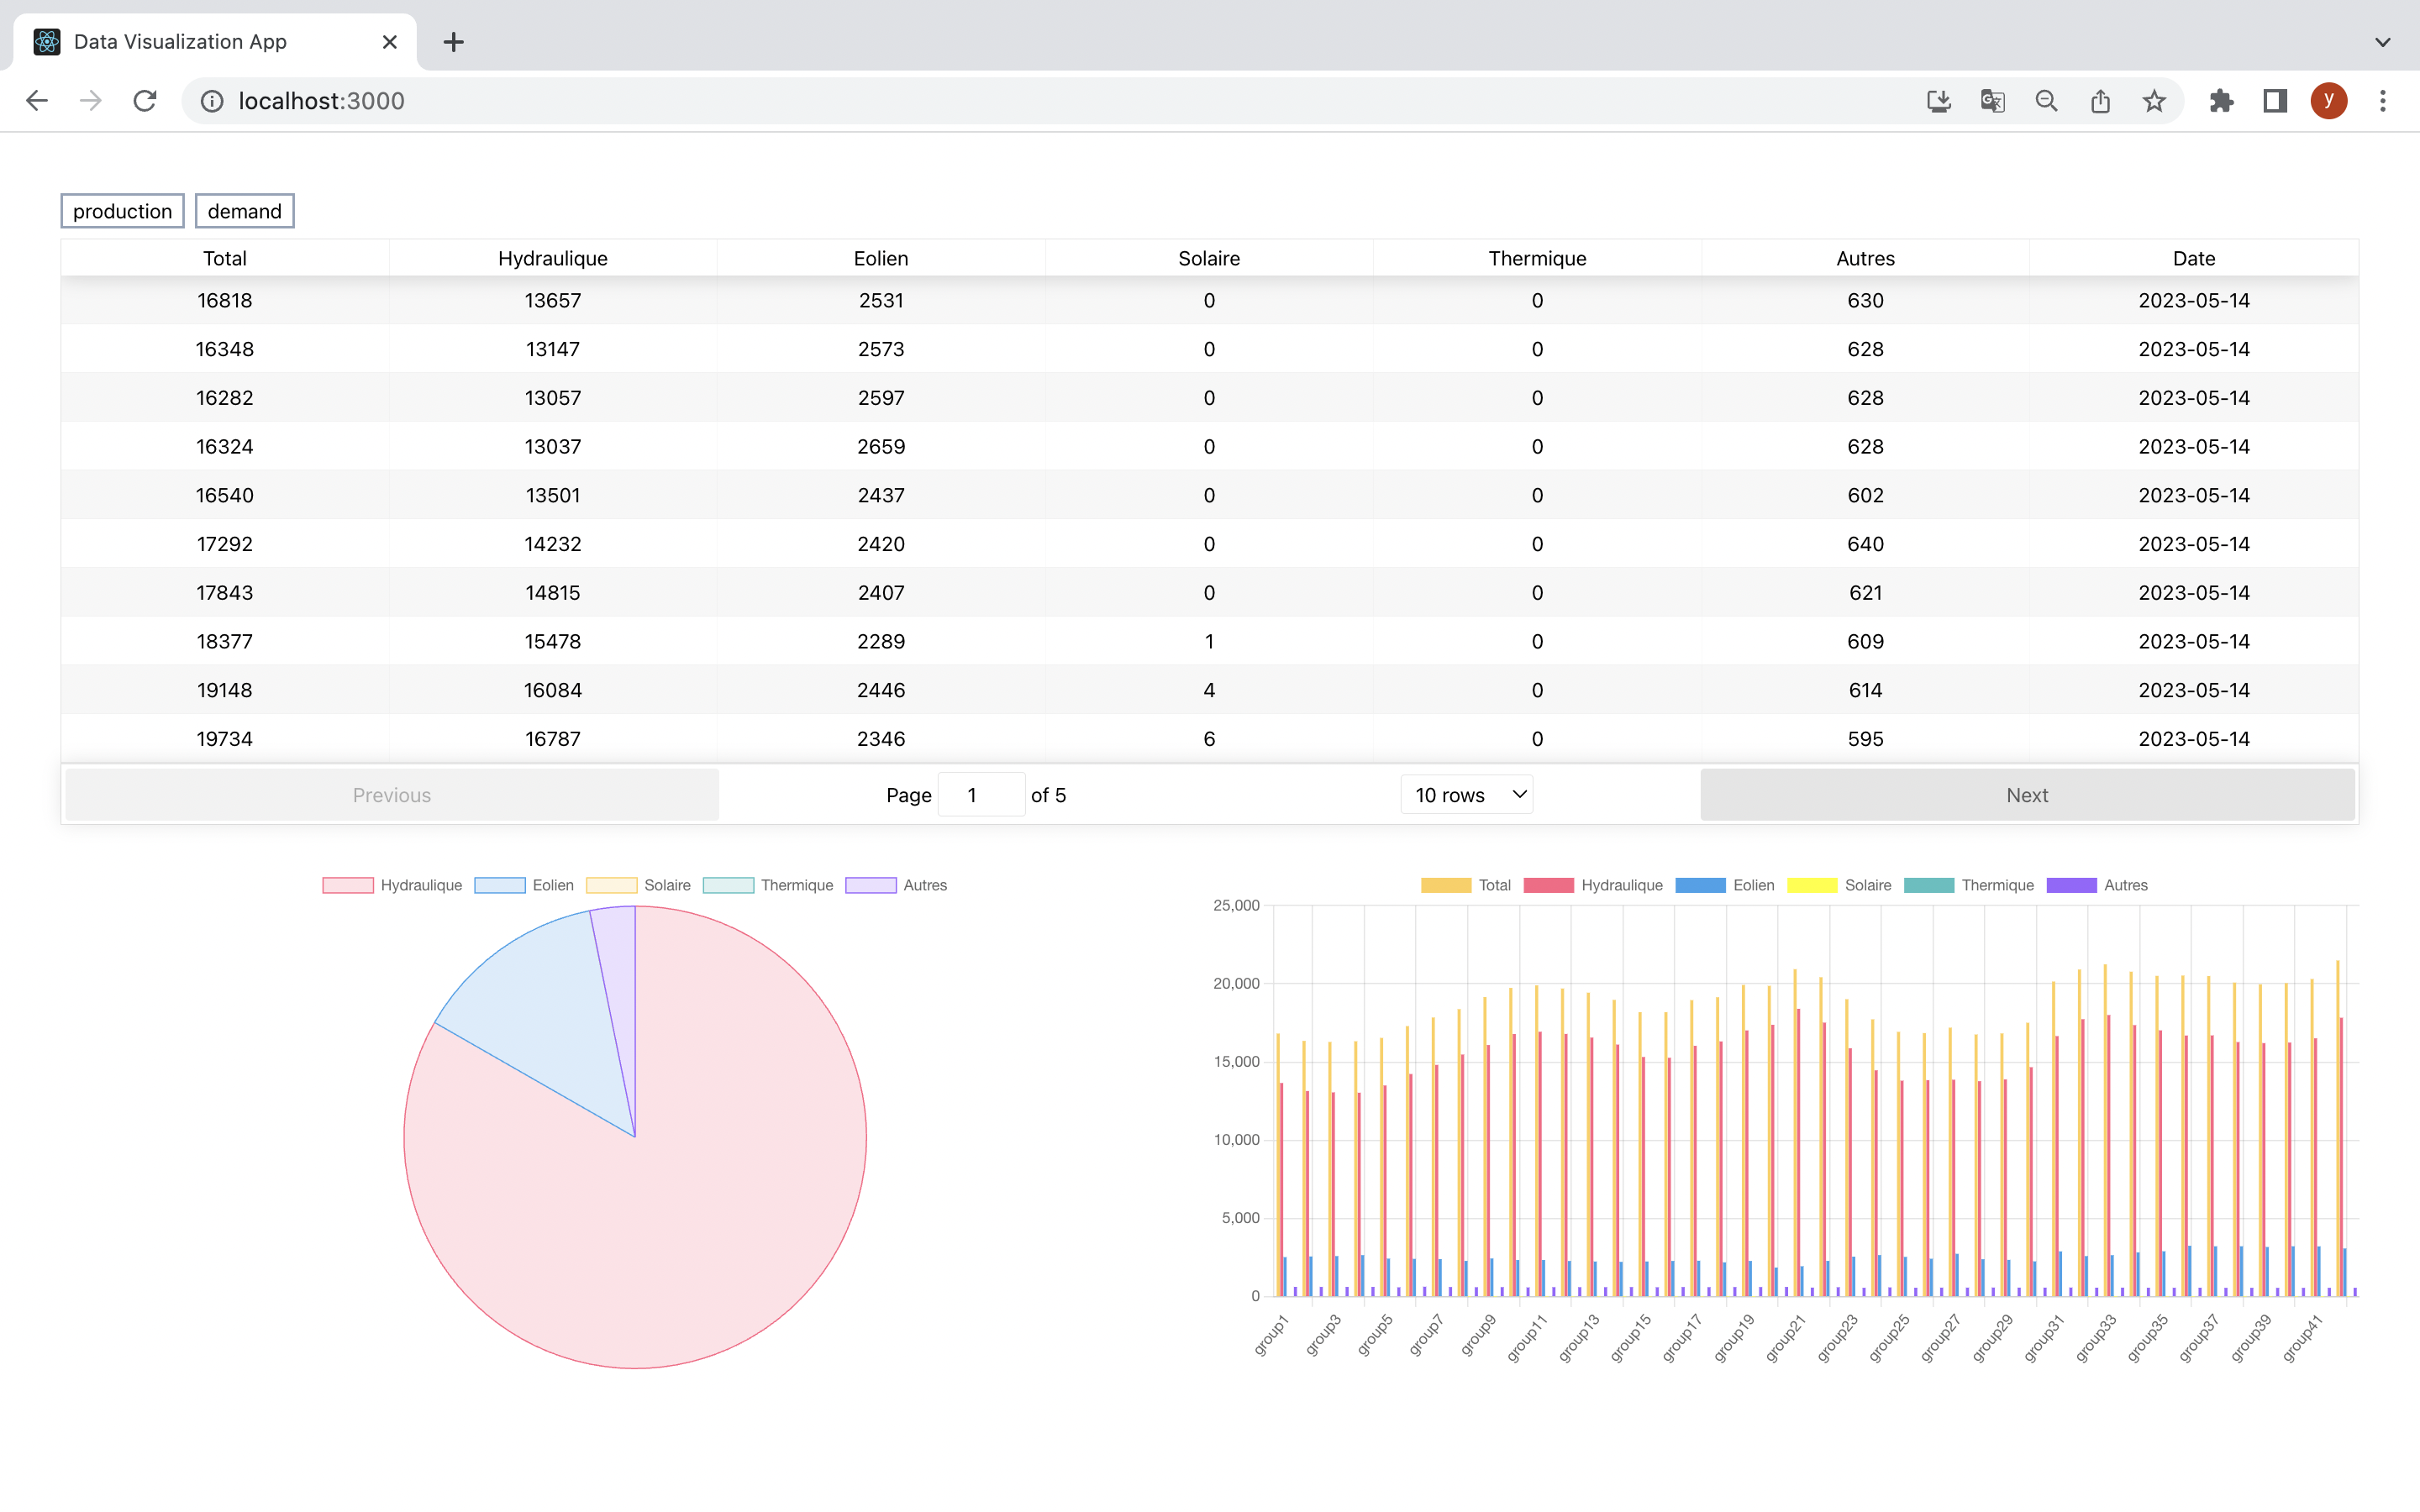 Data Visualization App
localhost:3000
y
production demand
Total Hydraulique Eolien Solaire Thermique Autres Date
16818 13657 2531 0 0 630 2023-05-14
16348 13147 2573 0 0 628 2023-05-14
16282 13057 2597 0 0 628 2023-05-14
16324 13037 2659 0 0 628 2023-05-14
16540 13501 2437 0 0 602 2023-05-14
17292 14232 2420 0 0 640 2023-05-14
17843 14815 2407 0 0 621 2023-05-14
18377 15478 2289 1 0 609 2023-05-14
19148 16084 2446 4 0 614 2023-05-14
19734 16787 2346 6 0 595 2023-05-14
Previous Page 1 of 5 10 rows Next
Hydraulique Eolien Solaire Thermique Autres
Total Hydraulique Eolien Solaire Thermique Autres
25,000
20,000
15,000
10,000
5,000
0
group1 group3 group5 group7 group9 group11 group13 group15 group17 group19 group21 group23 group25 group27 group29 group31 group33 group35 group37 group39 group41